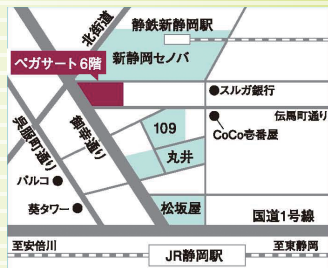 北街道
静鉄新静岡駅
新静岡セノバ
ペガサート6階
スルガ銀行
伝馬町通り
CoCo壱番屋
呉服町通り
御幸通り
109
丸井
パルコ
葵タワー
松坂屋
国道1号線
至安倍川
JR静岡駅
至東静岡